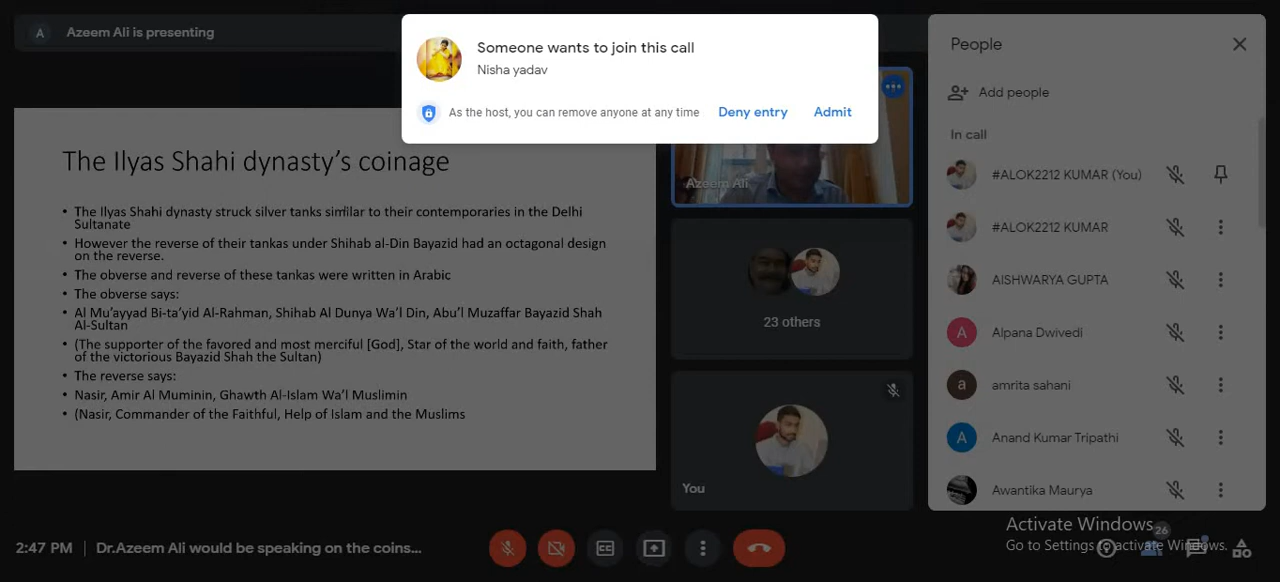 A Azeem Ali is presenting
Someone wants to join this call
Nisha yadav
As the host, you can remove anyone at any time Deny entry Admit
The Ilyas Shahi dynasty's coinage
• The Ilyas Shahi dynasty struck silver tanks similar to their contemporaries in the Delhi
Sultanate
• However the reverse of their tankas under Shihab al-Din Bayazid had an octagonal design
on the reverse.
• The obverse and reverse of these tankas were written in Arabic
• The obverse says:
• Al Mu'ayyad Bi-ta'yid Al-Rahman, Shihab Al Dunya Wa'l Din, Abu'l Muzaffar Bayazid Shah
Al-Sultan
• (The supporter of the favored and most merciful [God], Star of the world and faith, father
of the victorious Bayazid Shah the Sultan)
• The reverse says:
• Nasir, Amir Al Muminin, Ghawth Al-Islam Wa'l Muslimin
• (Nasir, Commander of the Faithful, Help of Islam and the Muslims
Azeem Ali
23 others
You
People
Add people
In call
#ALOK2212 KUMAR (You)
#ALOK2212 KUMAR
AISHWARYA GUPTA
A Alpana Dwivedi
a amrita sahani
A Anand Kumar Tripathi
Awantika Maurya
Activate Windows
Go to Settings to activate Windows.
2:47 PM | Dr.Azeem Ali would be speaking on the coins...
CC
26